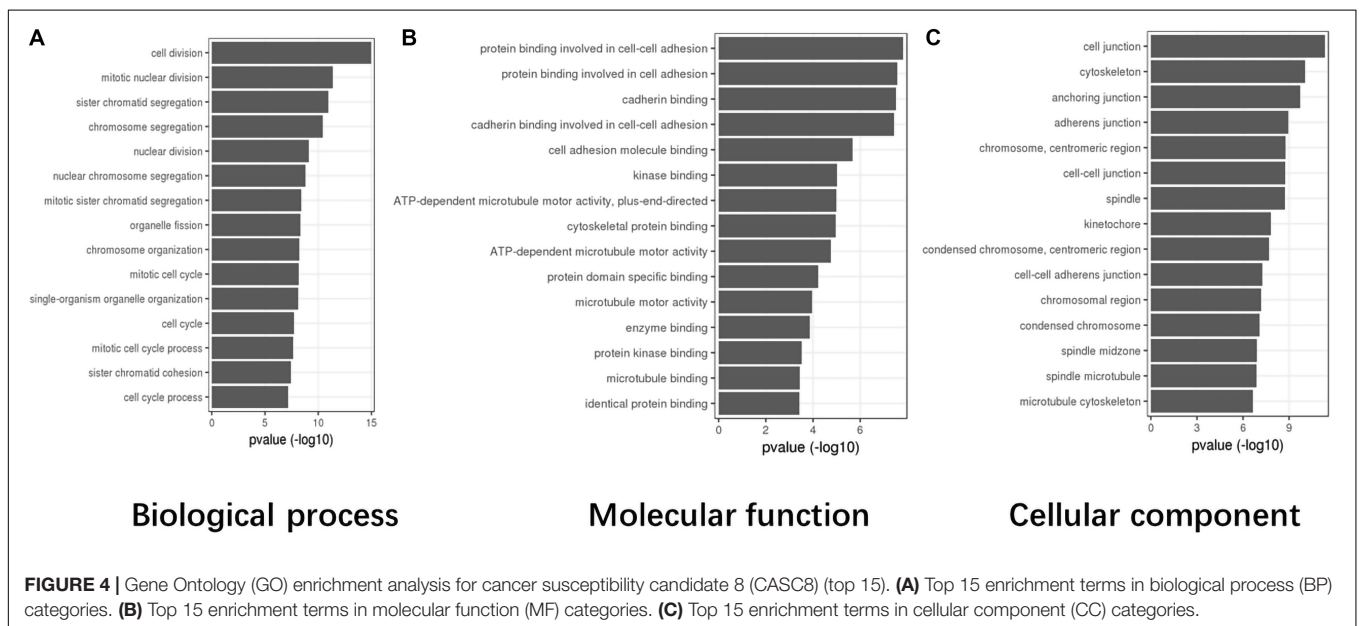 A
cell division
mitotic nuclear division
sister chromatid segregation
chromosome segregation
nuclear division
nuclear chromosome segregation
mitotic sister chromatid segregation
organelle fission
chromosome organization
mitotic cell cycle
single-organism organelle organization
cell cycle
mitotic cell cycle process
sister chromatid cohesion
cell cycle process
0 5 10 15
pvalue (-log10)
Biological process
B
protein binding involved in cell-cell adhesion
protein binding involved in cell adhesion
cadherin binding
cadherin binding involved in cell-cell adhesion
cell adhesion molecule binding
kinase binding
ATP-dependent microtubule motor activity, plus-end-directed
cytoskeletal protein binding
ATP-dependent microtubule motor activity
protein domain specific binding
microtubule motor activity
enzyme binding
protein kinase binding
microtubule binding
identical protein binding
0 2 4 6
pvalue (-log10)
Molecular function
C
cell junction
cytoskeleton
anchoring junction
adherens junction
chromosome, centromeric region
cell-cell junction
spindle
kinetochore
condensed chromosome, centromeric region
cell-cell adherens junction
chromosomal region
condensed chromosome
spindle midzone
spindle microtubule
microtubule cytoskeleton
0 3 6 9
pvalue (-log10)
Cellular component
FIGURE 4 | Gene Ontology (GO) enrichment analysis for cancer susceptibility candidate 8 (CASC8) (top 15). (A) Top 15 enrichment terms in biological process (BP)
categories. (B) Top 15 enrichment terms in molecular function (MF) categories. (C) Top 15 enrichment terms in cellular component (CC) categories.